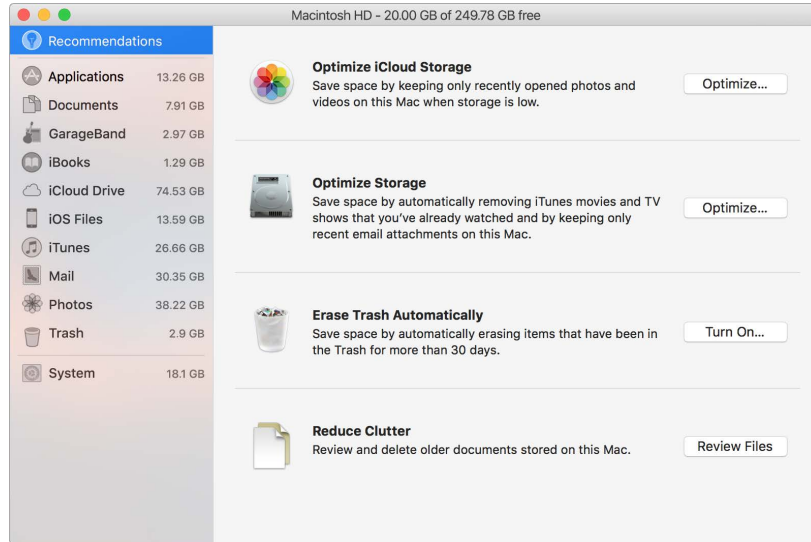 Macintosh HD - 20.00 GB of 249.78 GB free
Recommendations
Applications 13.26 GB
Documents 7.91 GB
GarageBand 2.97 GB
iBooks 1.29 GB
iCloud Drive 74.53 GB
iOS Files 13.59 GB
iTunes 26.66 GB
Mail 30.35 GB
Photos 38.22 GB
Trash 2.9 GB
System 18.1 GB
Optimize iCloud Storage
Save space by keeping only recently opened photos and
videos on this Mac when storage is low.
Optimize...
Optimize Storage
Save space by automatically removing iTunes movies and TV
shows that you've already watched and by keeping only
recent email attachments on this Mac.
Optimize...
Erase Trash Automatically
Save space by automatically erasing items that have been in
the Trash for more than 30 days.
Turn On...
Reduce Clutter
Review and delete older documents stored on this Mac.
Review Files